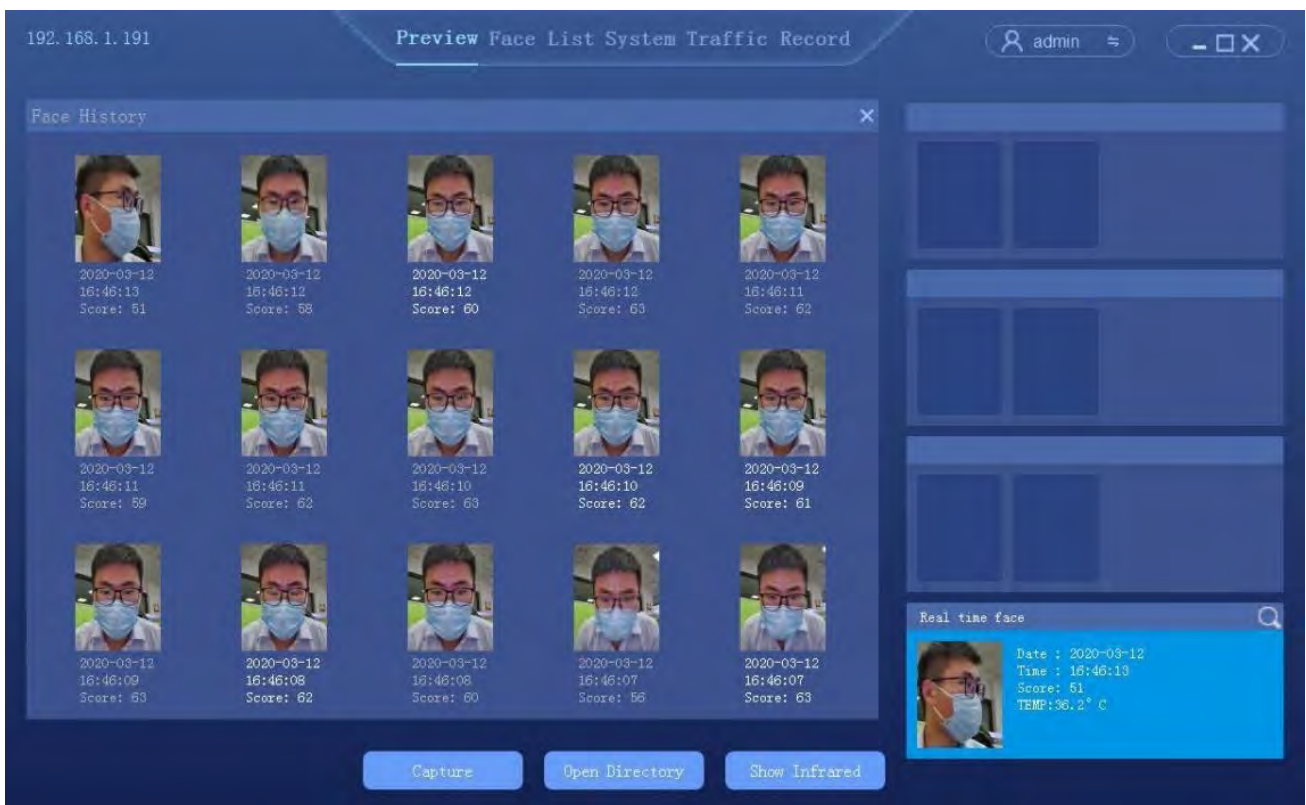 192.168.1.191
Preview Face List System Traffic Record
admin
Face History
2020-03-12
16:46:13
Score: 51
2020-03-12
16:46:12
Score: 58
2020-03-12
16:46:12
Score: 60
2020-03-12
16:46:12
Score: 63
2020-03-12
16:46:11
Score: 62
2020-03-12
16:46:11
Score: 59
2020-03-12
16:46:11
Score: 62
2020-03-12
16:46:10
Score: 63
2020-03-12
16:46:10
Score: 62
2020-03-12
16:46:09
Score: 61
2020-03-12
16:46:09
Score: 63
2020-03-12
16:46:08
Score: 62
2020-03-12
16:46:08
Score: 60
2020-03-12
16:46:07
Score: 56
2020-03-12
16:46:07
Score: 63
Real time face
Date : 2020-03-12
Time : 16:46:13
Score: 51
TEMP:36.2° C
Capture
Open Directory
Show Infrared